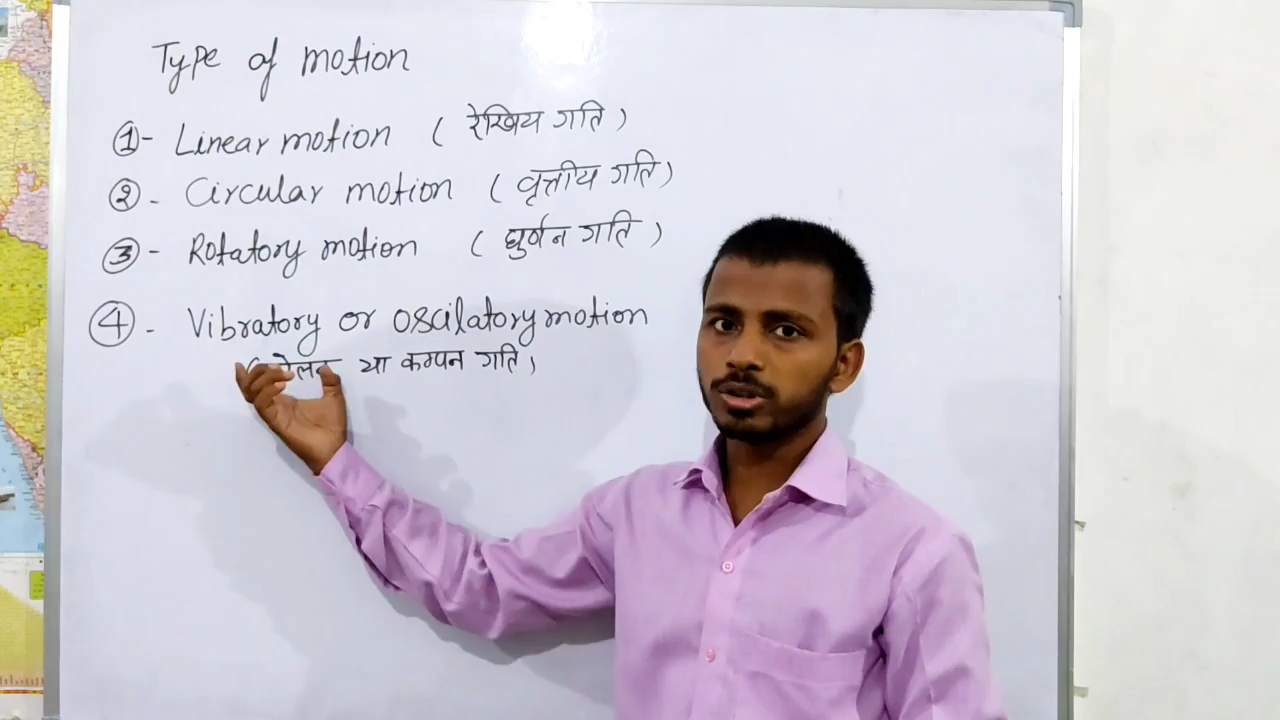 Type of motion
①- Linear motion ( रेखिय गति )
②- Circular motion ( वृत्तीय गति )
③- Rotatory motion ( घुर्णन गति )
④- Vibratory or oscilatory motion
( या कम्पन गति )